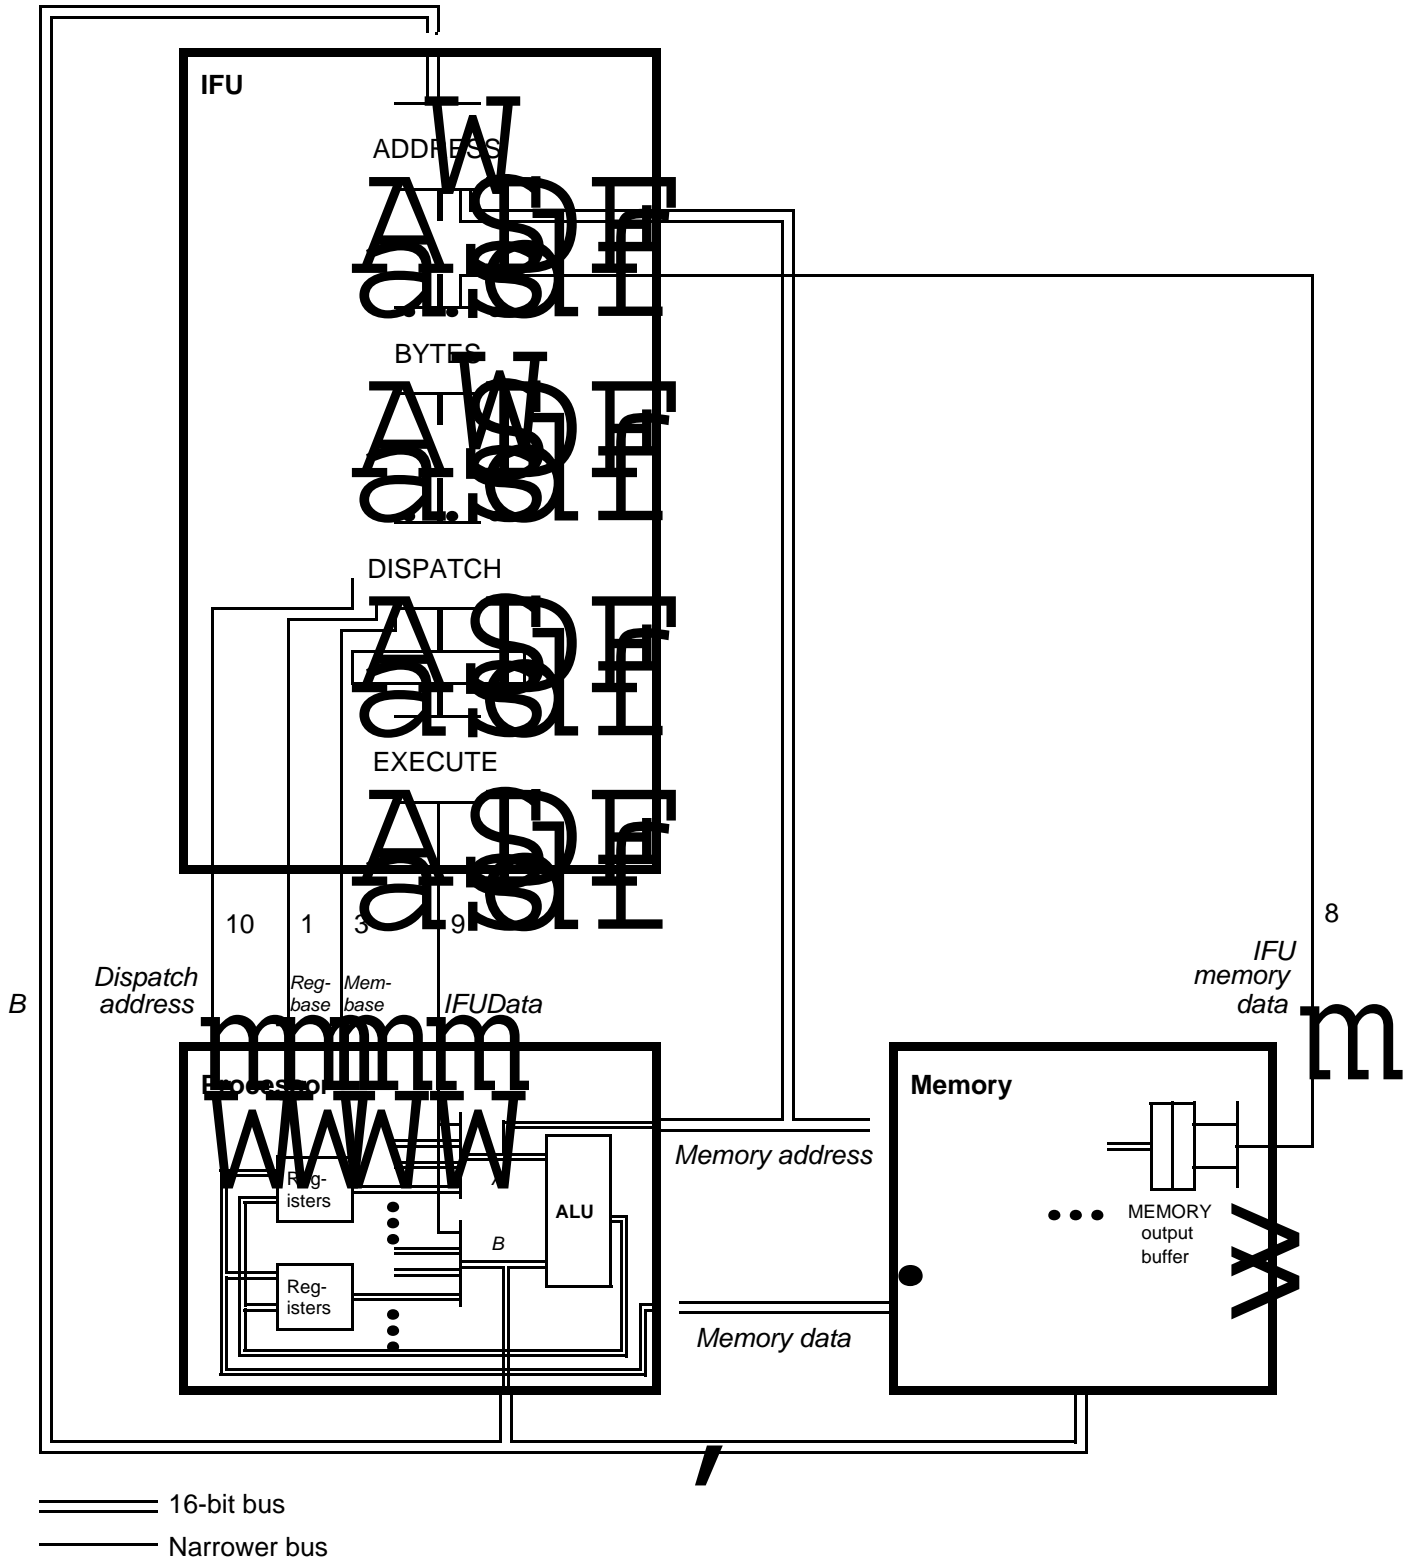 IFU
W
ADDRESS
A S D F
a s d f
BYTES
W
A S D F
a s d f
DISPATCH
A S D F
a s d f
EXECUTE
A S D F
a s d f
10 1 3 9
8
B
Dispatch
address
Reg-
base
Mem-
base
IFUData
IFU
memory
data
m m m m
m
Processor
W W W W
Memory
Memory address
Reg-
isters
A
ALU
B
Reg-
isters
MEMORY
output
buffer
W
Memory data
,
16-bit bus
Narrower bus